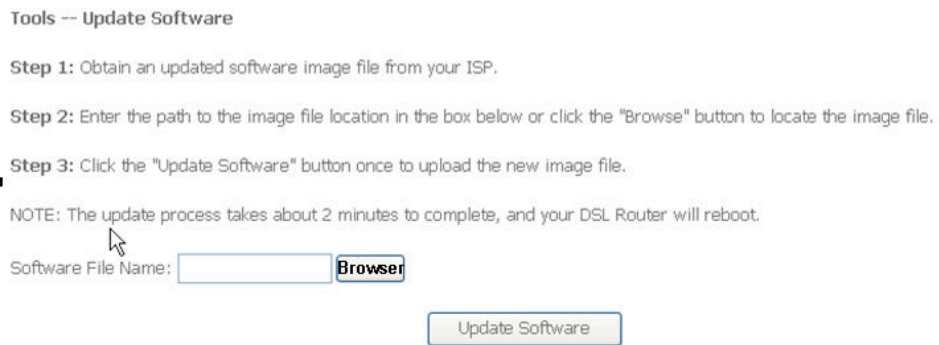 Tools -- Update Software
Step 1: Obtain an updated software image file from your ISP.
Step 2: Enter the path to the image file location in the box below or click the "Browse" button to locate the image file.
Step 3: Click the "Update Software" button once to upload the new image file.
NOTE: The update process takes about 2 minutes to complete, and your DSL Router will reboot.
Software File Name: Browser
Update Software